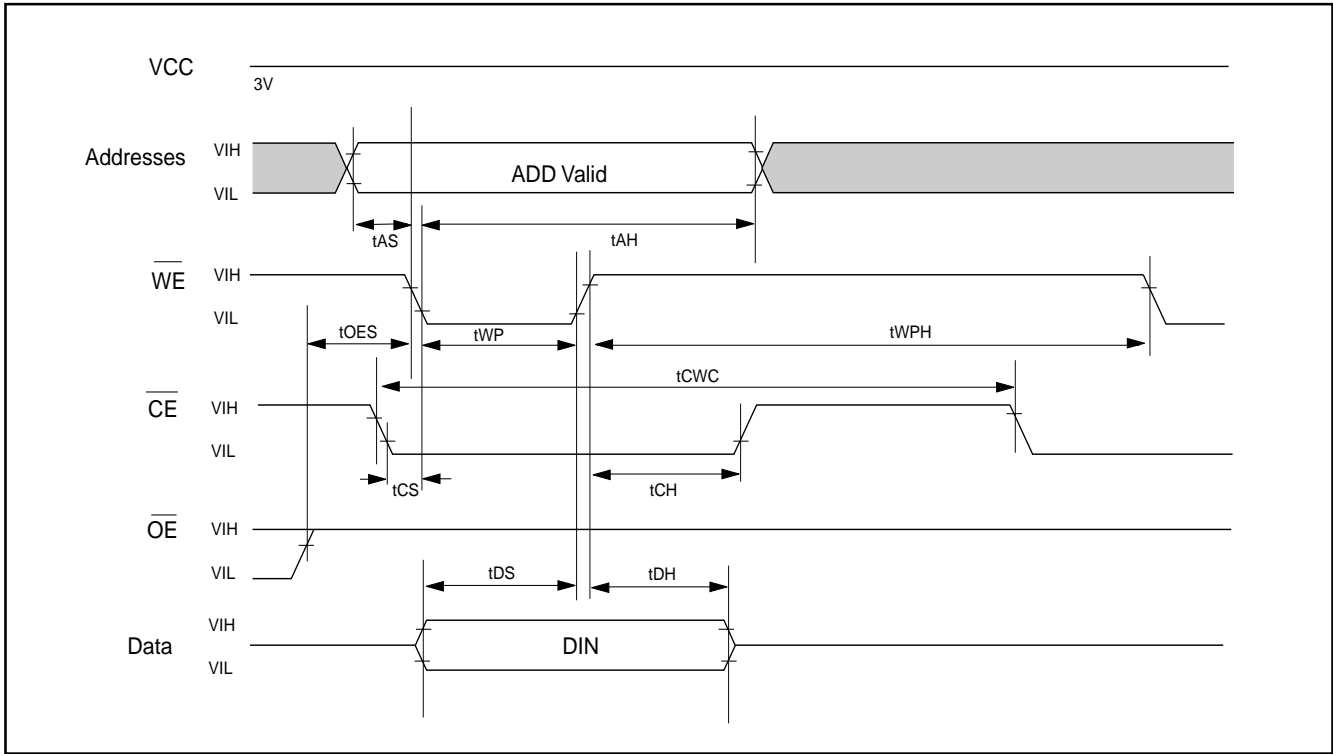 VCC
3V
Addresses
VIH
VIL
ADD Valid
tAS
tAH
WE
VIH
VIL
tOES
tWP
tWPH
tCWC
CE
VIH
VIL
tCS
tCH
OE
VIH
VIL
tDS
tDH
Data
VIH
VIL
DIN